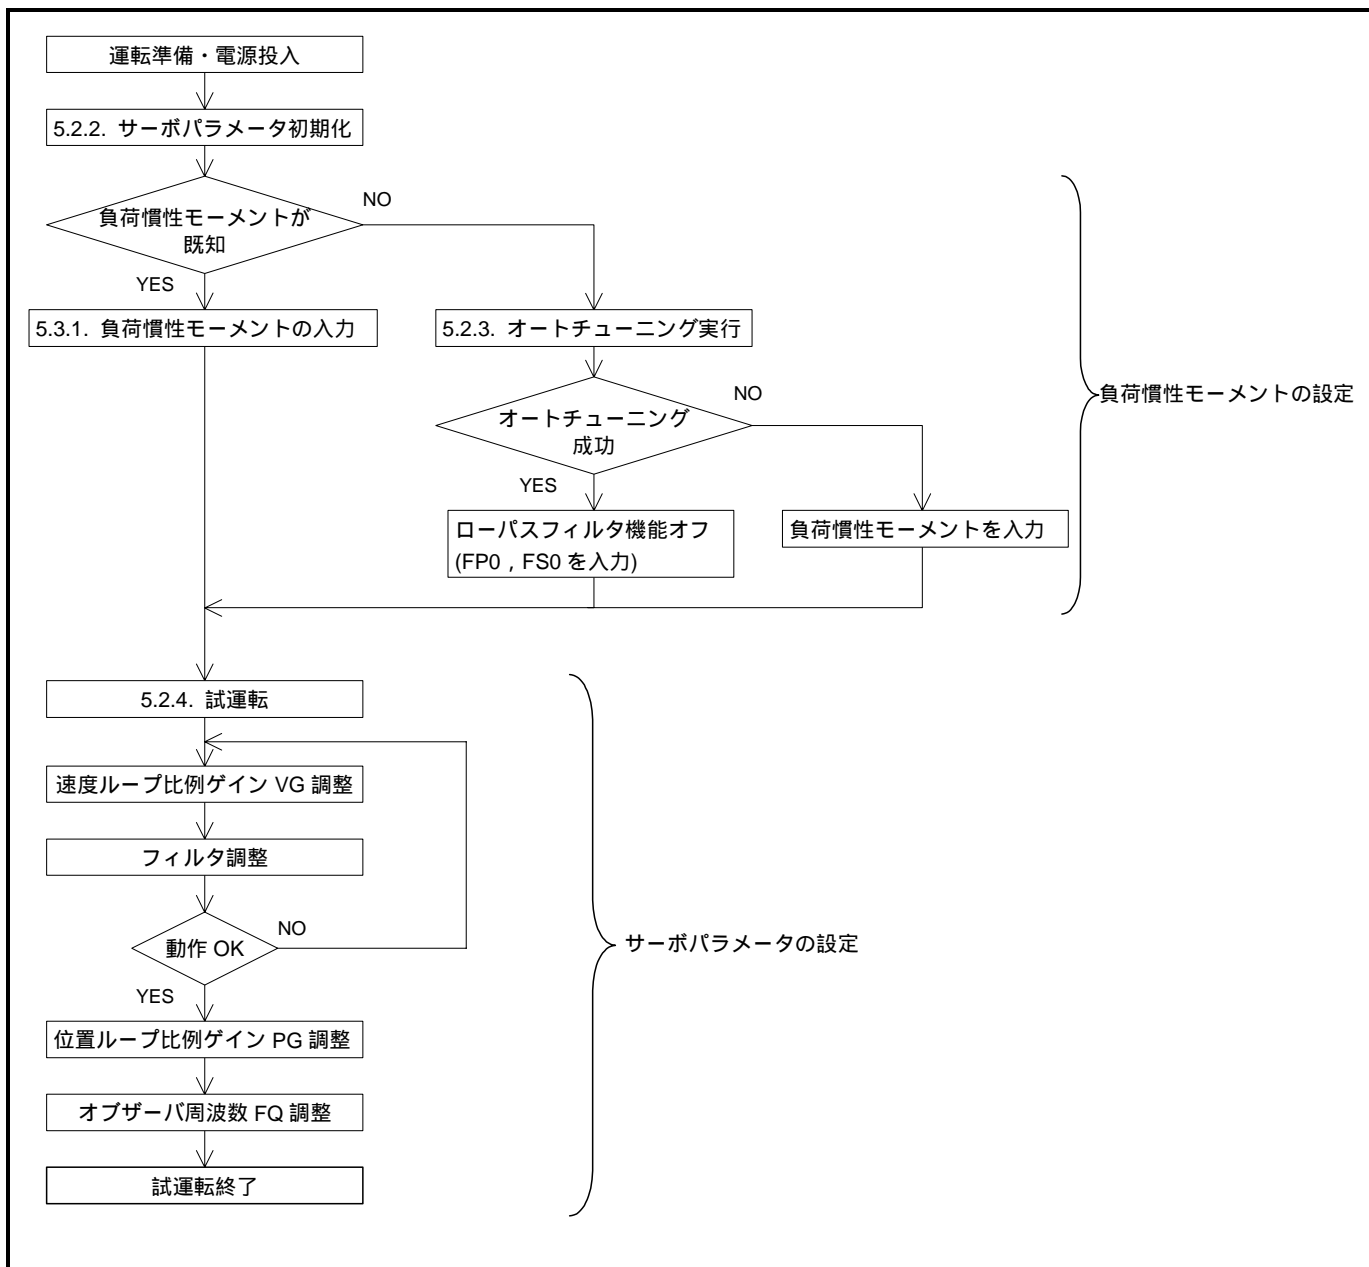 運転準備・電源投入
5.2.2. サーボパラメータ初期化
負荷慣性モーメントが
既知
NO
YES
5.3.1. 負荷慣性モーメントの入力
5.2.3. オートチューニング実行
オートチューニング
成功
NO
YES
ローパスフィルタ機能オフ
(FP0 , FS0 を入力)
負荷慣性モーメントを入力
負荷慣性モーメントの設定
5.2.4. 試運転
速度ループ比例ゲイン VG 調整
フィルタ調整
動作 OK
NO
YES
位置ループ比例ゲイン PG 調整
オブザーバ周波数 FQ 調整
試運転終了
サーボパラメータの設定